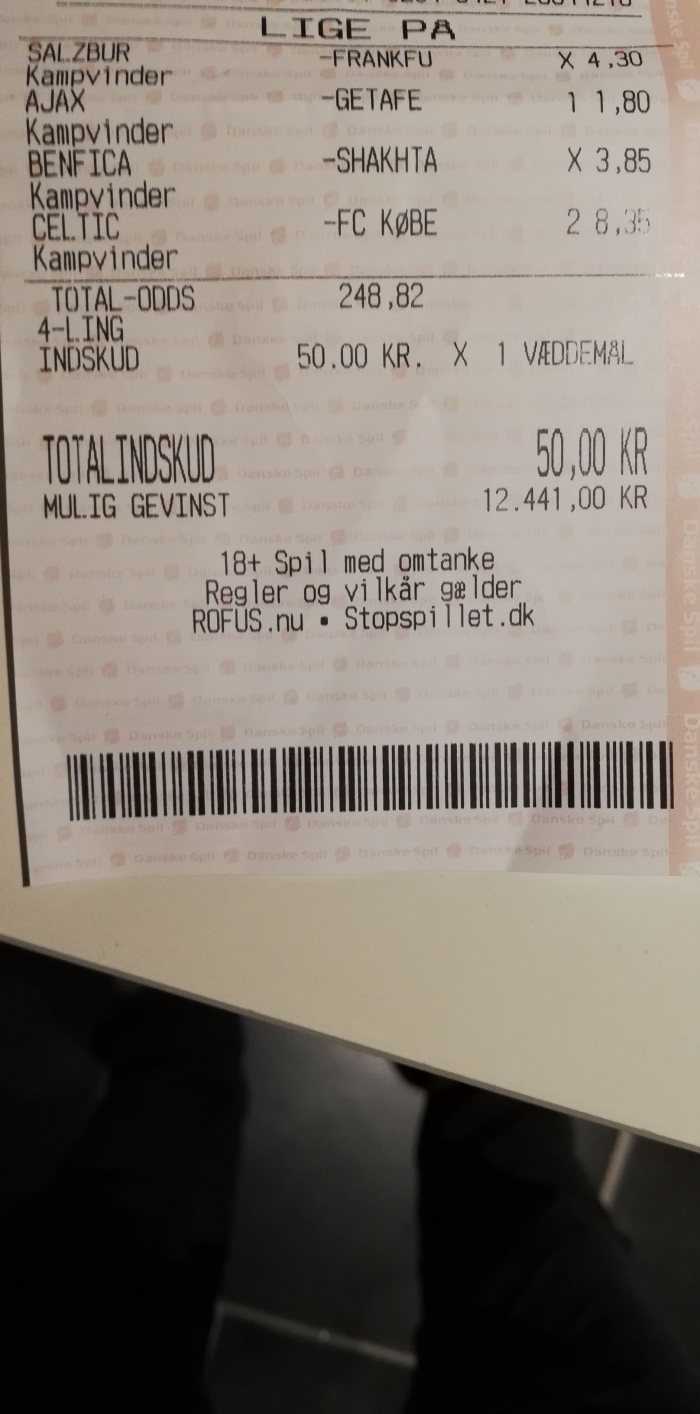 LIGE PÅ
SALZBUR -FRANKFU X 4,30
Kampvinder
AJAX -GETAFE 1 1,80
Kampvinder
BENFICA -SHAKHTA X 3,85
Kampvinder
CELTIC -FC KØBE 2 8,35
Kampvinder
TOTAL-ODDS 248,82
4-LING
INDSKUD 50.00 KR. X 1 VÆDDEMÅL
TOTALINDSKUD 50,00 KR
MULIG GEVINST 12.441,00 KR
18+ Spil med omtanke
Regler og vilkår gælder
ROFUS.nu • Stopspillet.dk
Danske Spil